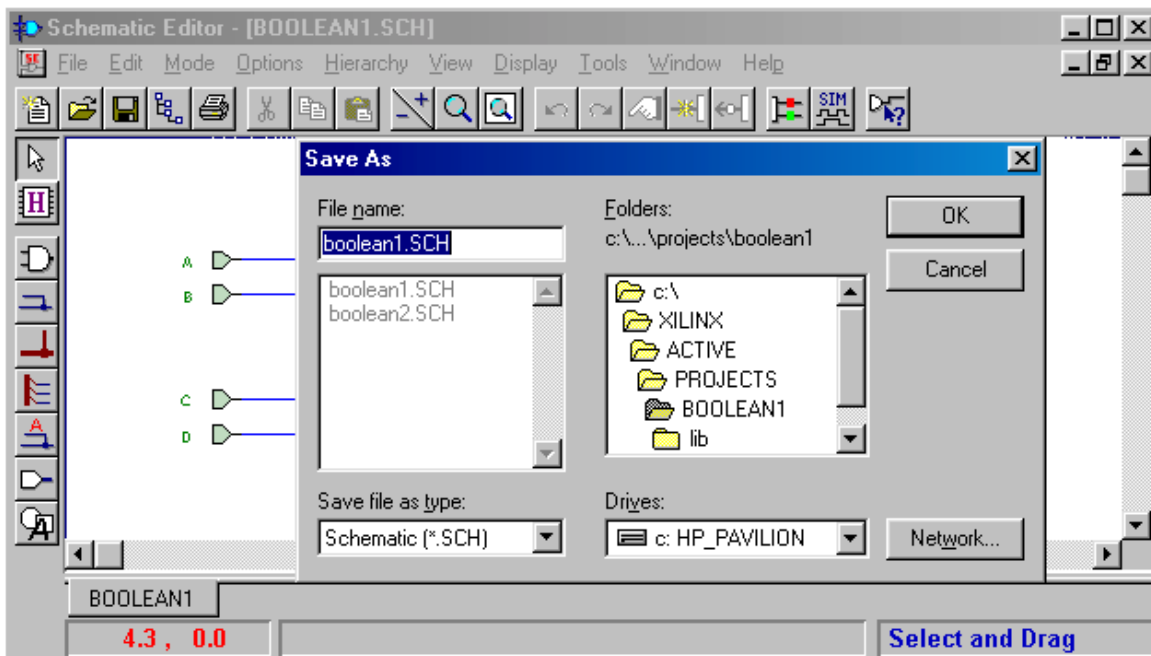 Schematic Editor - [BOOLEAN1.SCH]
File Edit Mode Options Hierarchy View Display Tools Window Help
SIM
H
A
Save As
File name:
boolean1.SCH
boolean1.SCH
boolean2.SCH
Save file as type:
Schematic (*.SCH)
Folders:
c:\...\projects\boolean1
c:\
XILINX
ACTIVE
PROJECTS
BOOLEAN1
lib
Drives:
c: HP_PAVILION
OK
Cancel
Network...
A
B
C
D
A
BOOLEAN1
4.3 , 0.0
Select and Drag